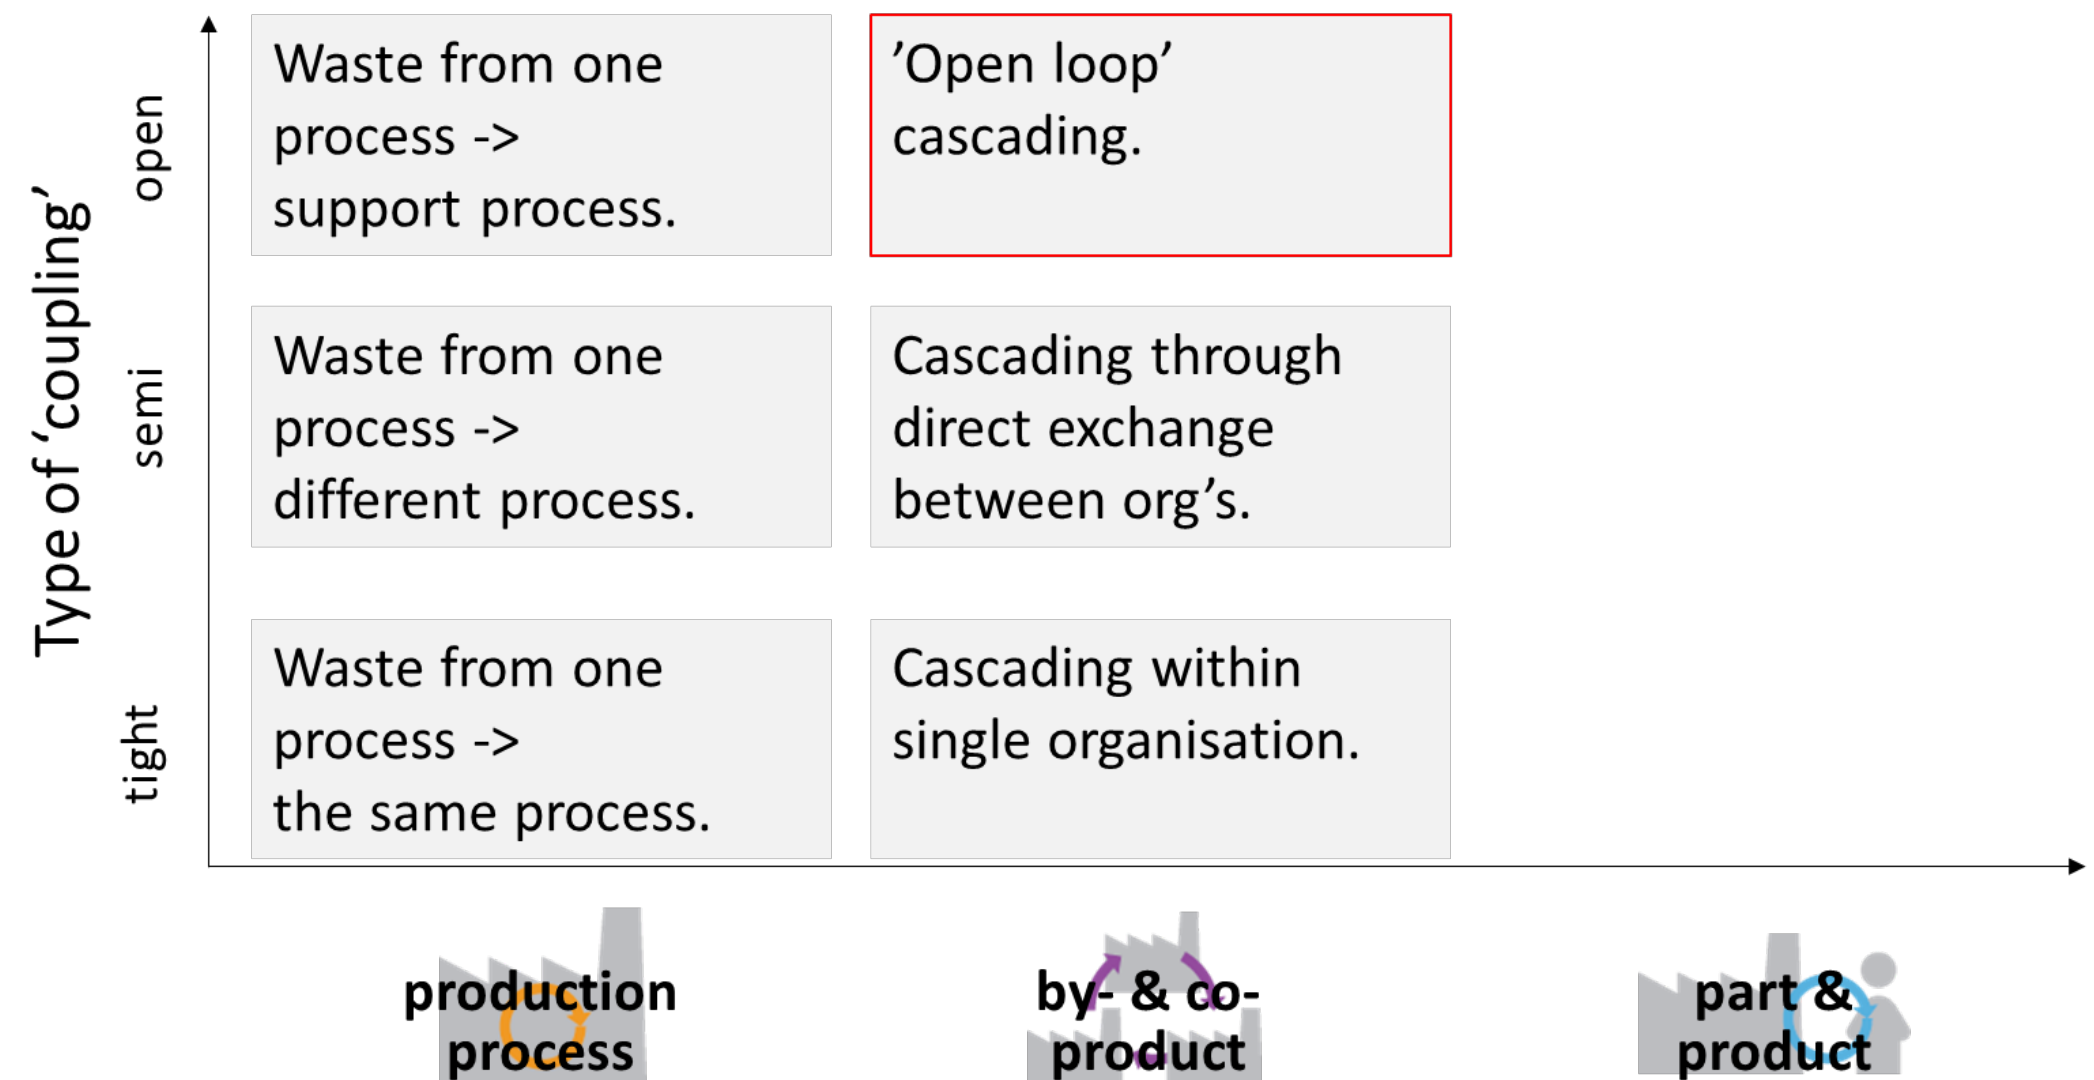 Type of ‘coupling’
open
semi
tight
Waste from one
process ->
support process.
’Open loop’
cascading.
Waste from one
process ->
different process.
Cascading through
direct exchange
between org’s.
Waste from one
process ->
the same process.
Cascading within
single organisation.
production
process
by- & co-
product
part &
product